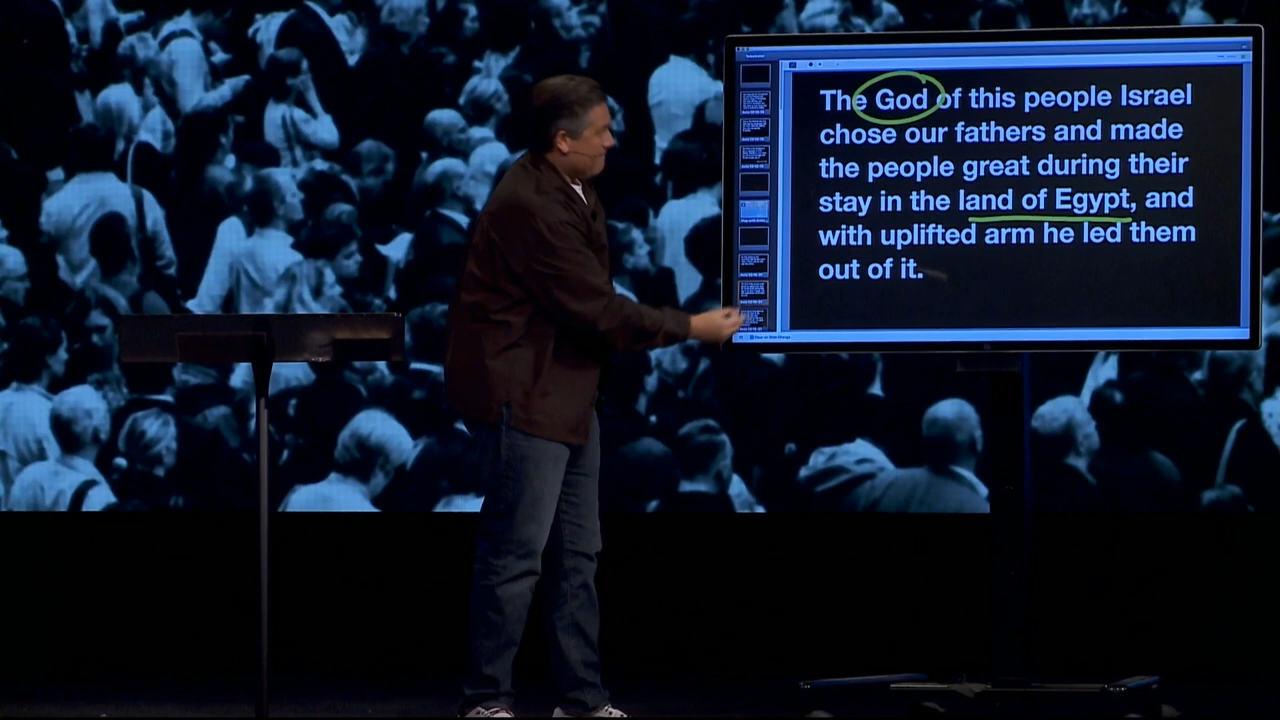 The God of this people Israel
chose our fathers and made
the people great during their
stay in the land of Egypt, and
with uplifted arm he led them
out of it.